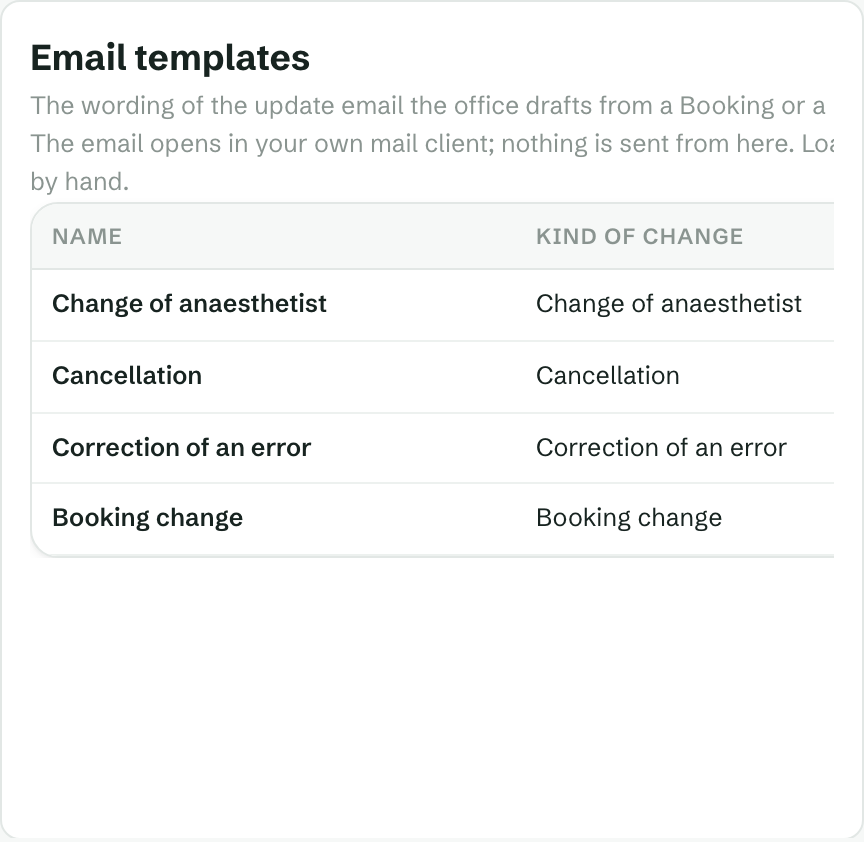 Email templates
The wording of the update email the office drafts from a Booking or a
The email opens in your own mail client; nothing is sent from here.
by hand.
NAME KIND OF CHANGE
Change of anaesthetist Change of anaesthetist
Cancellation Cancellation
Correction of an error Correction of an error
Booking change Booking change